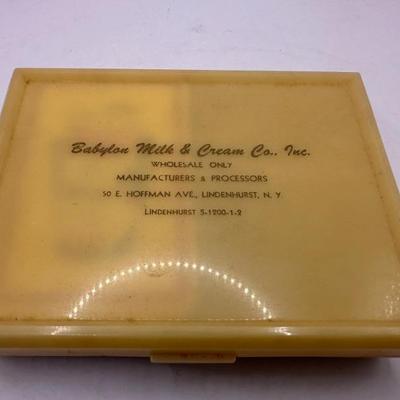 Babylon Milk & Cream Co., Inc.
WHOLESALE ONLY
MANUFACTURERS & PROCESSORS
50 E. HOFFMAN AVE., LINDENHURST, N. Y.
LINDENHURST 5-1200-1-2